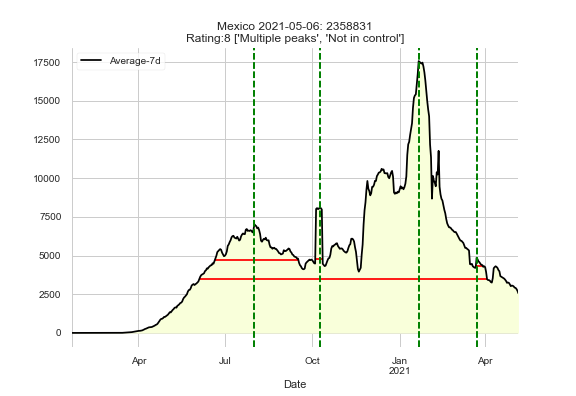 Mexico 2021-05-06: 2358831
Rating:8 ['Multiple peaks', 'Not in control']
Average-7d
17500
15000
12500
10000
7500
5000
2500
0
Apr Jul Oct Jan Apr
2021
Date